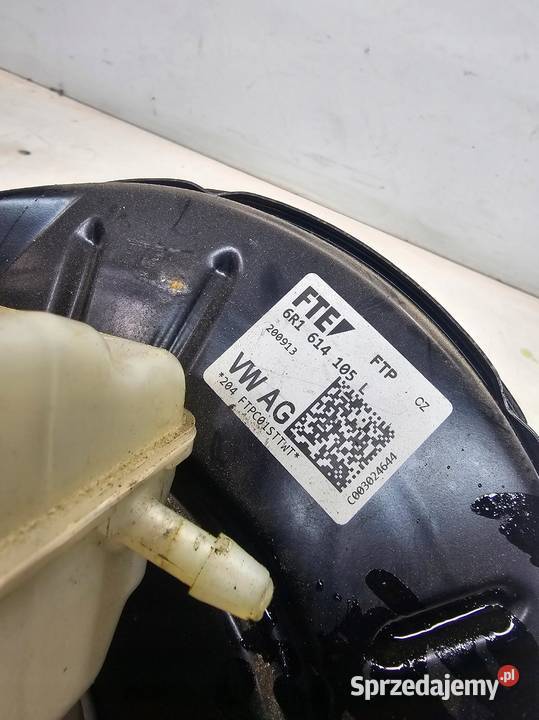 FTE
FTP CZ
6R1 614 105 L
200913
VW AG
*204 FTPC01STTWT*
C003024644
Sprzedajemy.pl